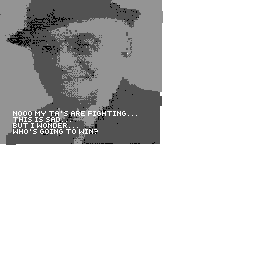 NOOO MY TA'S ARE FIGHTING...
THIS IS SAD...
BUT I WONDER...
WHO'S GOING TO WIN?